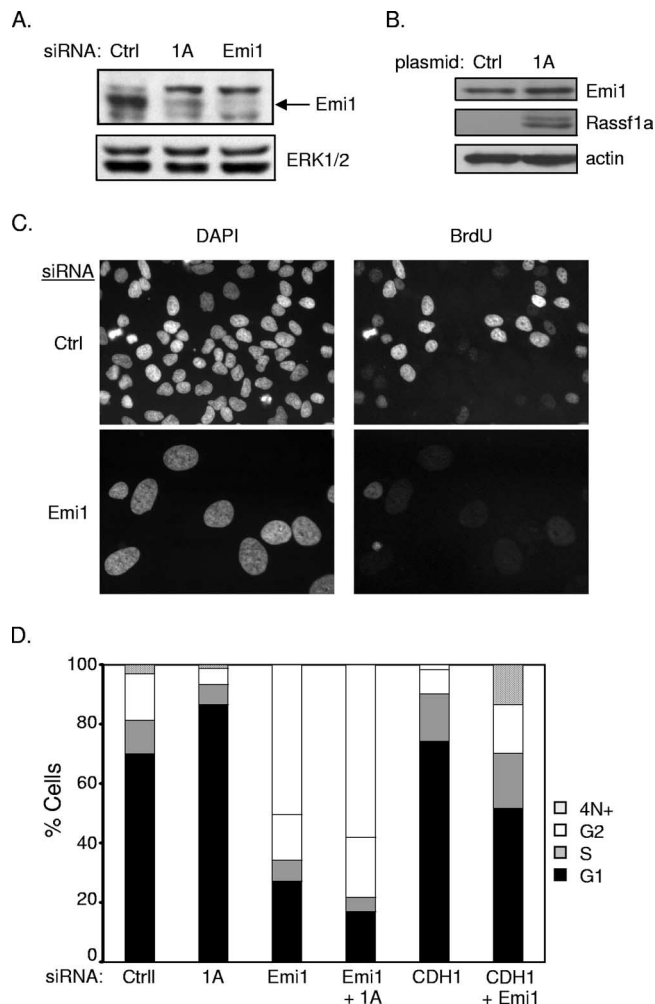 A.
siRNA: Ctrl 1A Emi1
Emi1
ERK1/2
B.
plasmid: Ctrl 1A
Emi1
Rassf1a
actin
C.
DAPI BrdU
siRNA
Ctrl
Emi1
D.
100
80
60
40
20
0
% Cells
4N+
G2
S
G1
siRNA: Ctrll 1A Emi1 Emi1 + 1A CDH1 CDH1 + Emi1